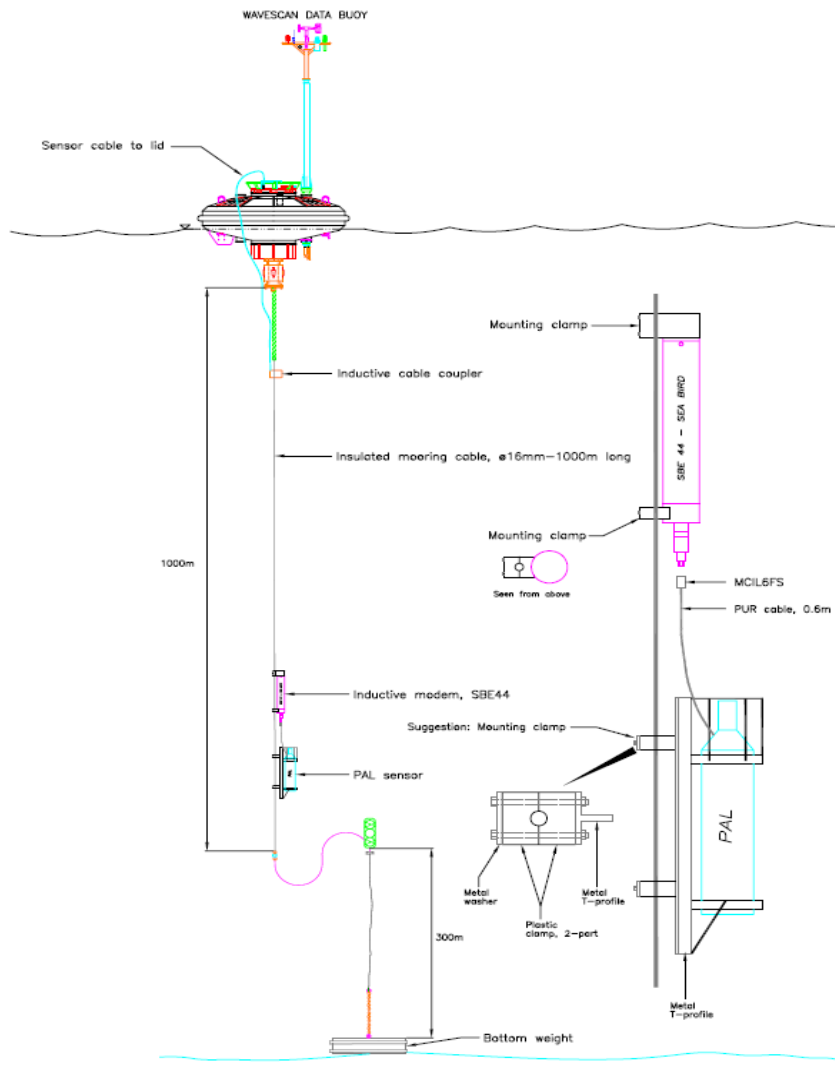 WAVESCAN DATA BUOY
Sensor cable to lid
Mounting clamp
Inductive cable coupler
SBE 44 - SEA BIRD
Insulated mooring cable, ø16mm-1000m long
Mounting clamp
1000m
Seen from above
MCIL6FS
PUR cable, 0.6m
Inductive modem, SBE44
Suggestion: Mounting clamp
PAL sensor
PAL
Metal
washer
Plastic
clamp, 2-part
Metal
T-profile
300m
Metal
T-profile
Bottom weight